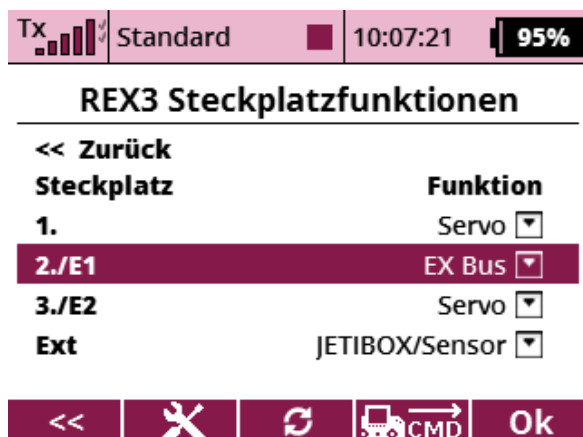 Tx Standard 10:07:21 95%
REX3 Steckplatzfunktionen
<< Zurück
Steckplatz Funktion
1. Servo
2./E1 EX Bus
3./E2 Servo
Ext JETIBOX/Sensor
<< CMD Ok